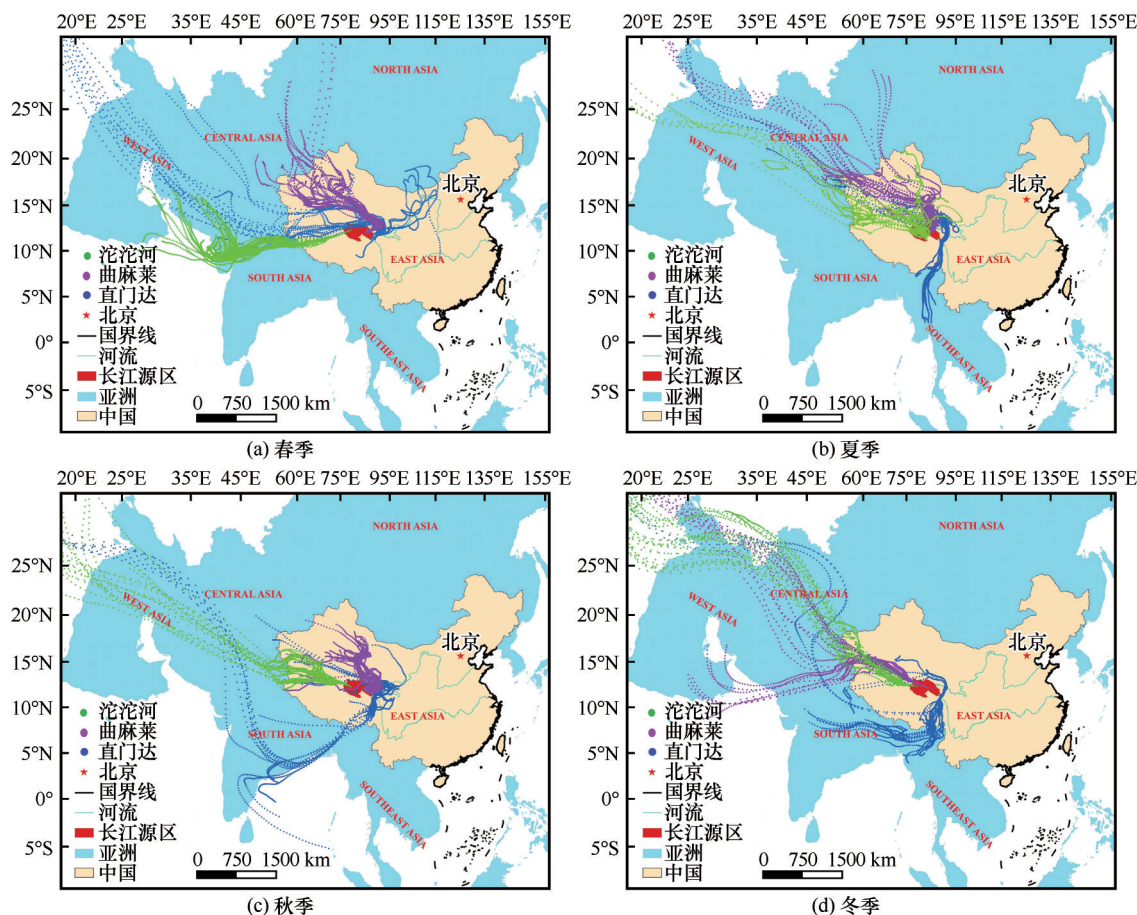 20°E 25°E 35°E 45°E 60°E 75°E 95°E 115°E 135°E 155°E
25°N
20°N
15°N
10°N
5°N
0°
5°S
NORTH ASIA
CENTRAL ASIA
WEST ASIA
北京
EAST ASIA
SOUTH ASIA
SOUTHEAST ASIA
沱沱河
曲麻莱
直门达
北京
国界线
河流
长江源区
亚洲
中国
0 750 1500 km
(a) 春季
20°E 25°E 35°E 45°E 60°E 75°E 95°E 115°E 135°E 155°E
25°N
20°N
15°N
10°N
5°N
0°
5°S
NORTH ASIA
CENTRAL ASIA
WEST ASIA
北京
EAST ASIA
SOUTH ASIA
SOUTHEAST ASIA
沱沱河
曲麻莱
直门达
北京
国界线
河流
长江源区
亚洲
中国
0 750 1500 km
(b) 夏季
20°E 25°E 35°E 45°E 60°E 75°E 95°E 115°E 135°E 155°E
25°N
20°N
15°N
10°N
5°N
0°
5°S
NORTH ASIA
CENTRAL ASIA
WEST ASIA
北京
EAST ASIA
SOUTH ASIA
SOUTHEAST ASIA
沱沱河
曲麻莱
直门达
北京
国界线
河流
长江源区
亚洲
中国
0 750 1500 km
(c) 秋季
20°E 25°E 35°E 45°E 60°E 75°E 95°E 115°E 135°E 155°E
25°N
20°N
15°N
10°N
5°N
0°
5°S
NORTH ASIA
CENTRAL ASIA
WEST ASIA
北京
EAST ASIA
SOUTH ASIA
SOUTHEAST ASIA
沱沱河
曲麻莱
直门达
北京
国界线
河流
长江源区
亚洲
中国
0 750 1500 km
(d) 冬季